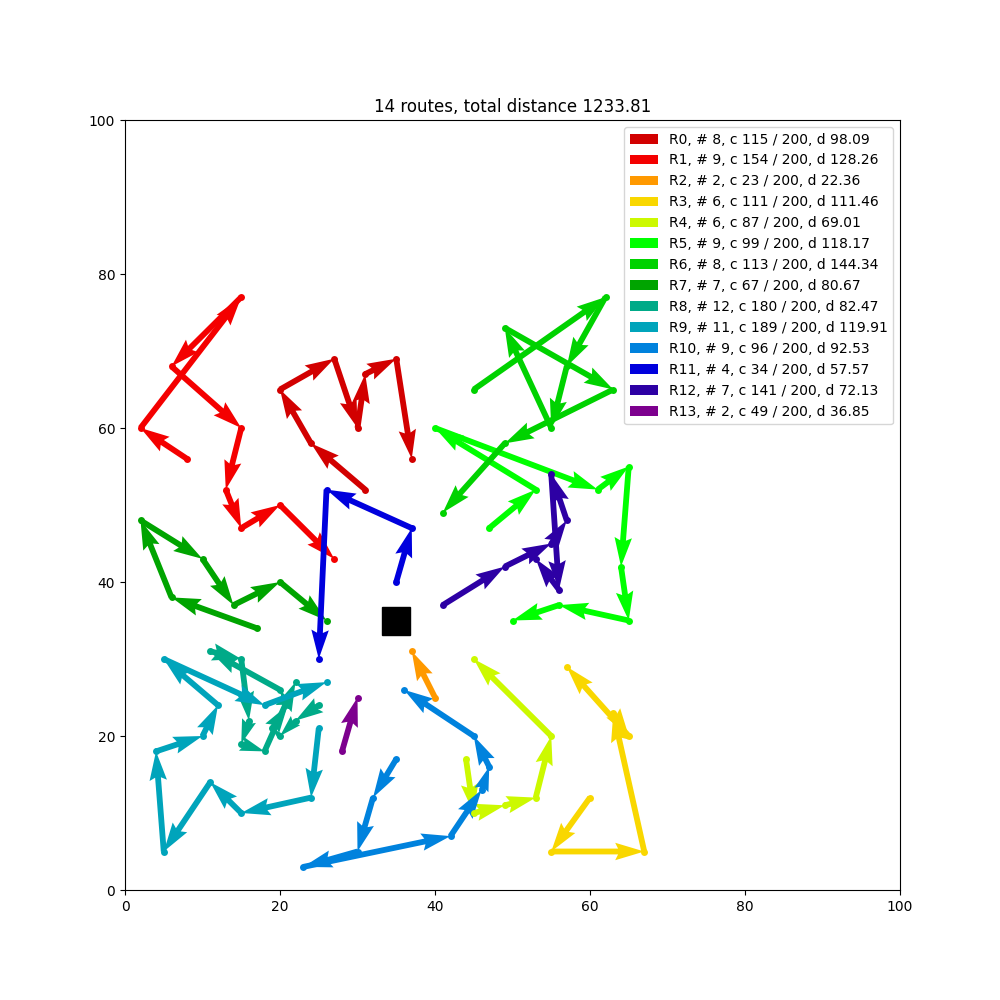 14 routes, total distance 1233.81
R0, # 8, c 115 / 200, d 98.09
R1, # 9, c 154 / 200, d 128.26
R2, # 2, c 23 / 200, d 22.36
R3, # 6, c 111 / 200, d 111.46
R4, # 6, c 87 / 200, d 69.01
R5, # 9, c 99 / 200, d 118.17
R6, # 8, c 113 / 200, d 144.34
R7, # 7, c 67 / 200, d 80.67
R8, # 12, c 180 / 200, d 82.47
R9, # 11, c 189 / 200, d 119.91
R10, # 9, c 96 / 200, d 92.53
R11, # 4, c 34 / 200, d 57.57
R12, # 7, c 141 / 200, d 72.13
R13, # 2, c 49 / 200, d 36.85
100
80
60
40
20
0
0 20 40 60 80 100